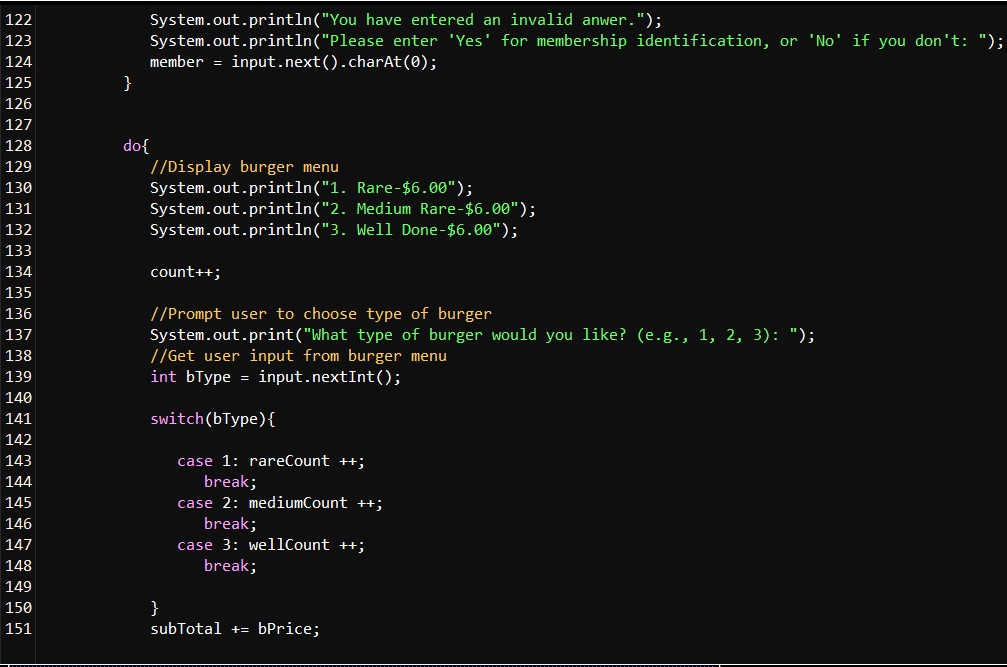 122 System.out.println("You have entered an invalid anwer.");
123 System.out.println("Please enter 'Yes' for membership identification, or 'No' if you don't: ");
124 member = input.next().charAt(0);
125 }
126
127
128 do{
129 //Display burger menu
130 System.out.println("1. Rare-$6.00");
131 System.out.println("2. Medium Rare-$6.00");
132 System.out.println("3. Well Done-$6.00");
133
134 count++;
135
136 //Prompt user to choose type of burger
137 System.out.print("What type of burger would you like? (e.g., 1, 2, 3): ");
138 //Get user input from burger menu
139 int bType = input.nextInt();
140
141 switch(bType){
142
143 case 1: rareCount ++;
144 break;
145 case 2: mediumCount ++;
146 break;
147 case 3: wellCount ++;
148 break;
149
150 }
151 subTotal += bPrice;